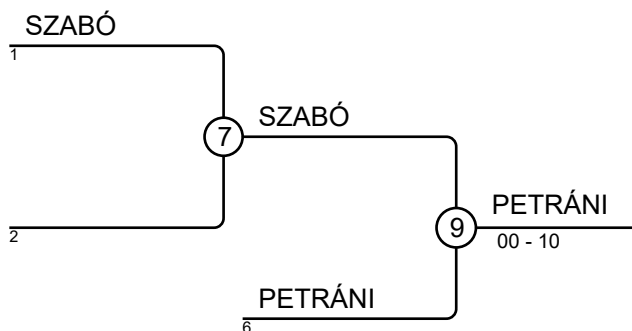 SZABÓ
1
7
SZABÓ
2
9
PETRÁNI
00 - 10
PETRÁNI
6